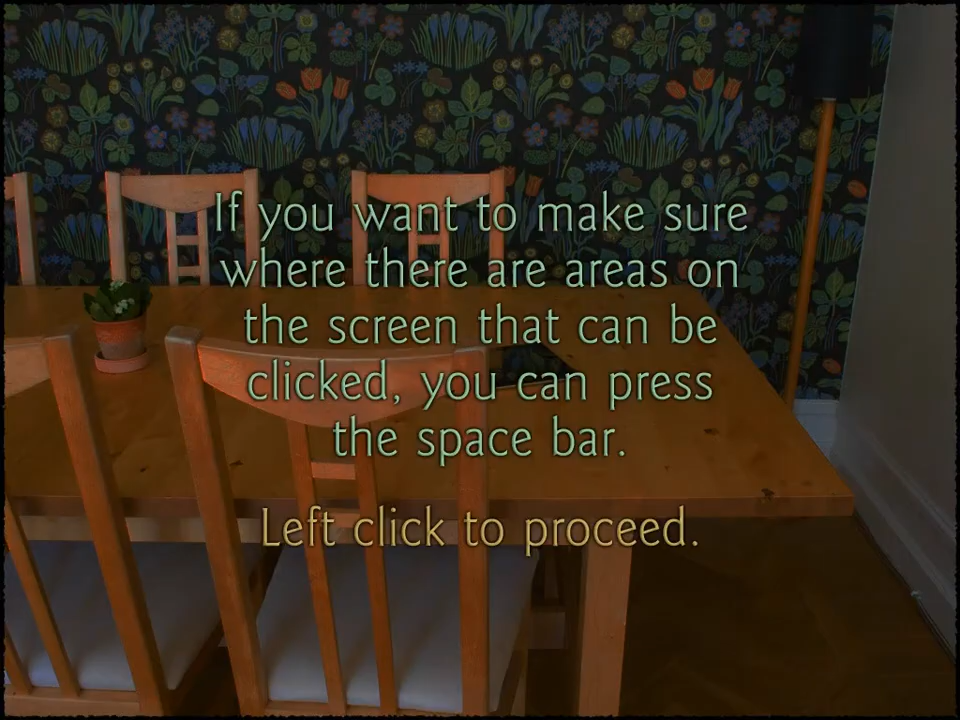 If you want to make sure
where there are areas on
the screen that can be
clicked, you can press
the space bar.
Left click to proceed.